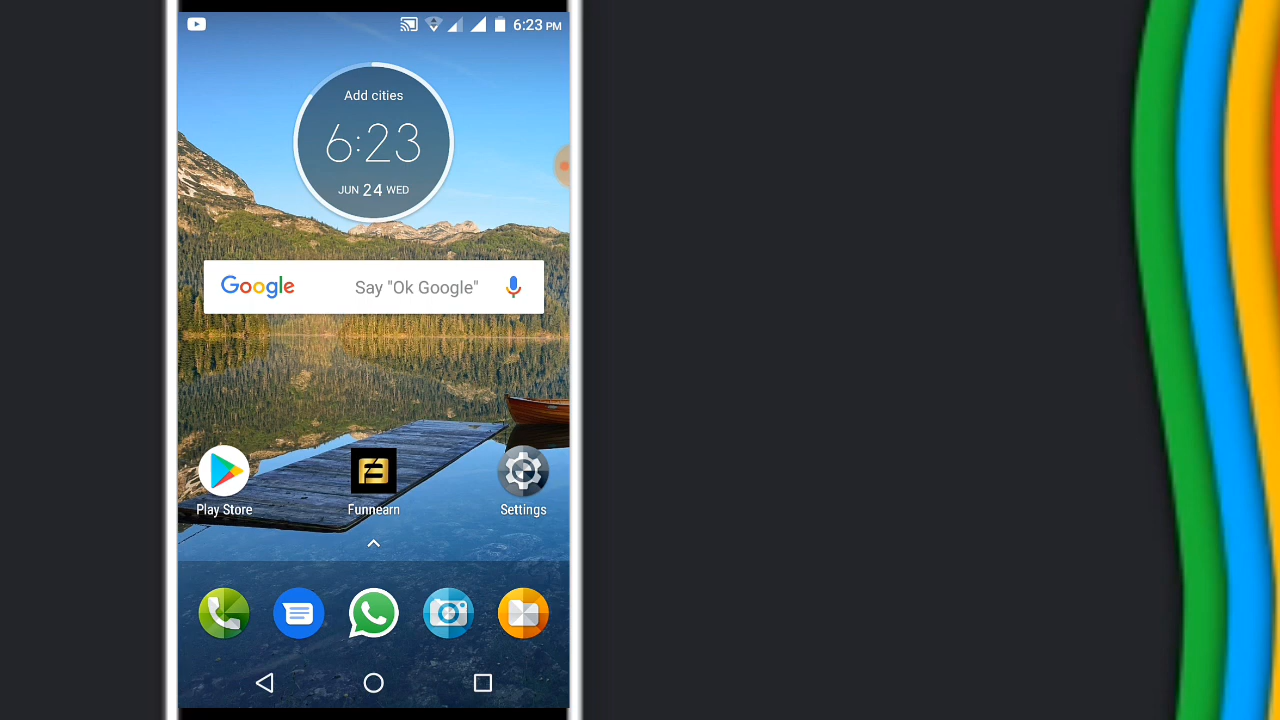 6:23 PM
Add cities
6:23
JUN 24 WED
Google Say "Ok Google"
Play Store Funnearn Settings